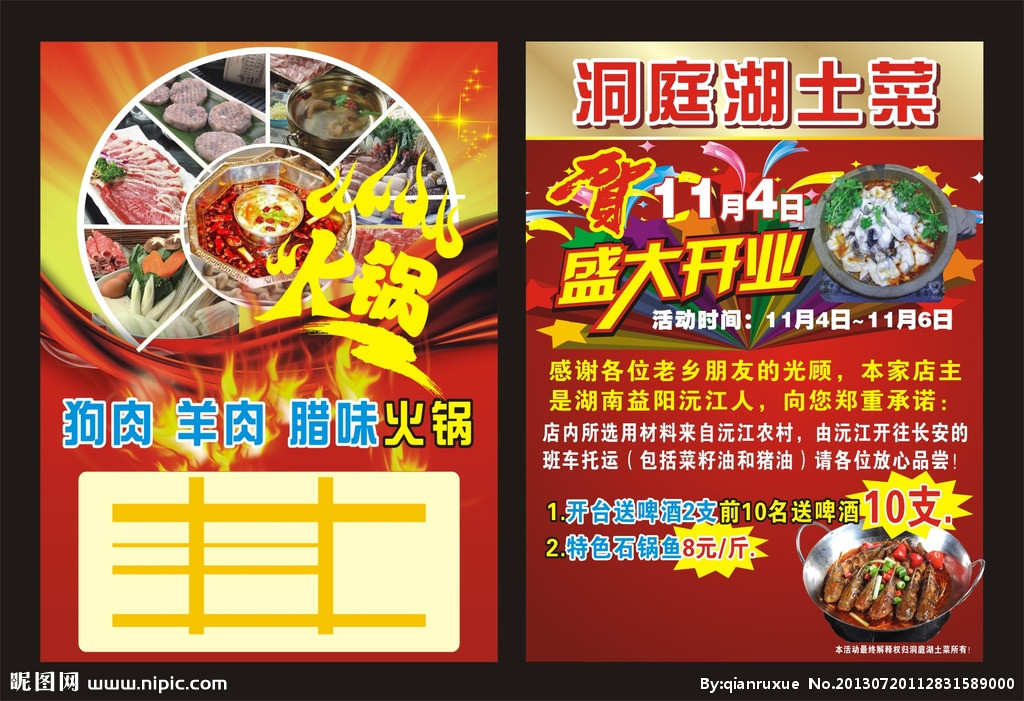 火锅
狗肉 羊肉 腊味火锅
洞庭湖土菜
贺 11月4日
盛大开业
活动时间：11月4日~11月6日
感谢各位老乡朋友的光顾，本家店主
是湖南益阳沅江人，向您郑重承诺：
店内所选用材料来自沅江农村，由沅江开往长安的
班车托运（包括菜籽油和猪油）请各位放心品尝！
1.开台送啤酒2支前10名送啤酒10支.
2.特色石锅鱼8元/斤.
本活动最终解释权归洞庭湖土菜所有！
昵图网 www.nipic.com
By:qianruxue No.20130720112831589000